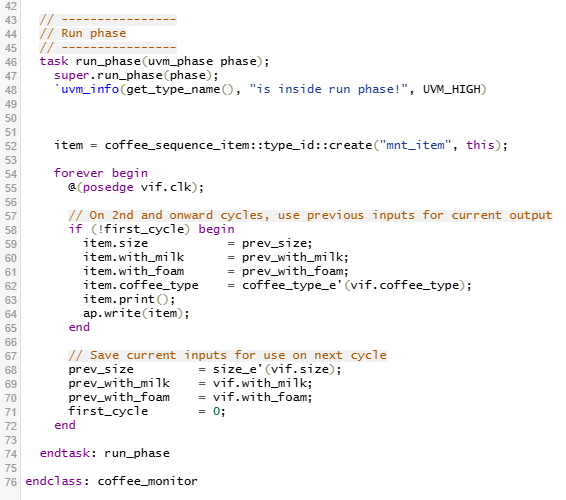 42
43 // ----------------
44 // Run phase
45 // ----------------
46 task run_phase(uvm_phase phase);
47 super.run_phase(phase);
48 `uvm_info(get_type_name(), "is inside run phase!", UVM_HIGH)
49
50
51
52 item = coffee_sequence_item::type_id::create("mnt_item", this);
53
54 forever begin
55 @(posedge vif.clk);
56
57 // On 2nd and onward cycles, use previous inputs for current output
58 if (!first_cycle) begin
59 item.size = prev_size;
60 item.with_milk = prev_with_milk;
61 item.with_foam = prev_with_foam;
62 item.coffee_type = coffee_type_e'(vif.coffee_type);
63 item.print();
64 ap.write(item);
65 end
66
67 // Save current inputs for use on next cycle
68 prev_size = size_e'(vif.size);
69 prev_with_milk = vif.with_milk;
70 prev_with_foam = vif.with_foam;
71 first_cycle = 0;
72 end
73
74 endtask: run_phase
75
76 endclass: coffee_monitor